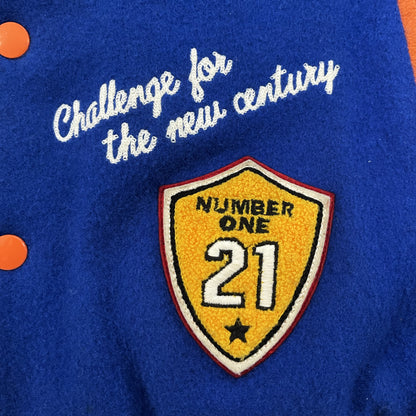 Challenge for
the new century
NUMBER
ONE
21